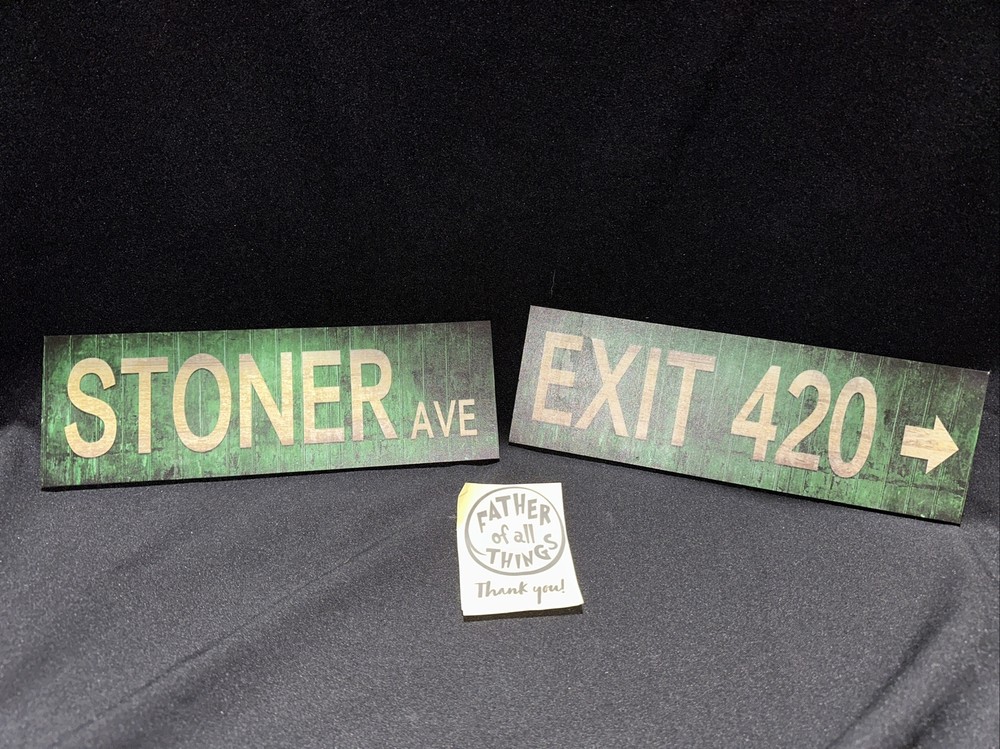 STONER AVE
EXIT 420 →
FATHER
of all
THINGS
Thank you!